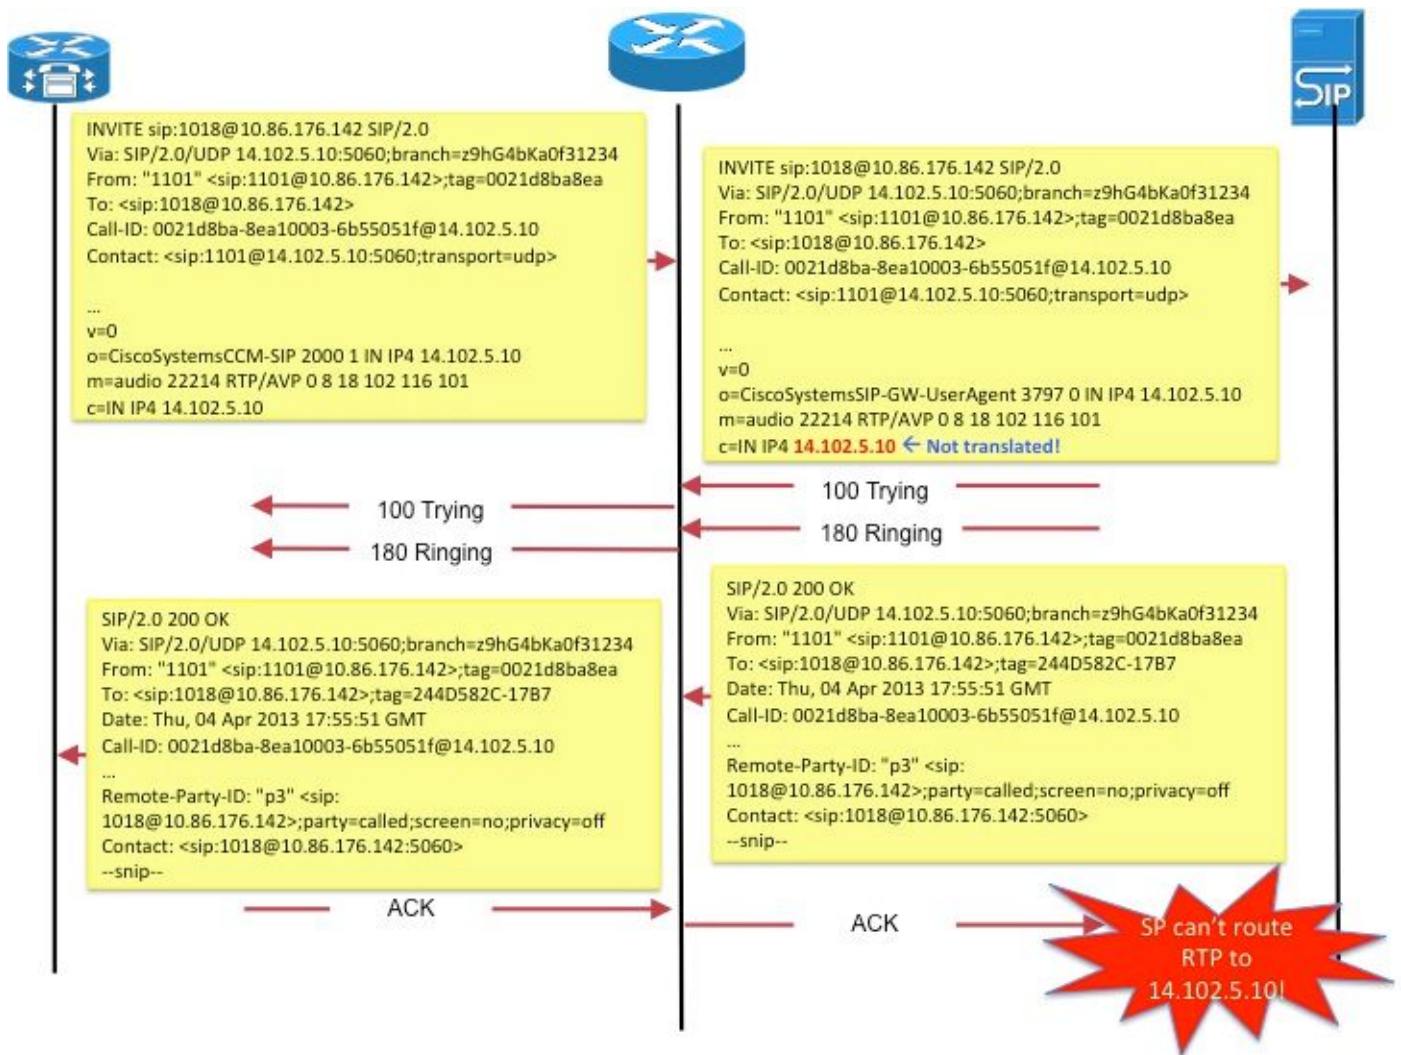 SIP
INVITE sip:1018@10.86.176.142 SIP/2.0
Via: SIP/2.0/UDP 14.102.5.10:5060;branch=z9hG4bKa0f31234
From: "1101" <sip:1101@10.86.176.142>;tag=0021d8ba8ea
To: <sip:1018@10.86.176.142>
Call-ID: 0021d8ba-8ea10003-6b55051f@14.102.5.10
Contact: <sip:1101@14.102.5.10:5060;transport=udp>
...
v=0
o=CiscoSystemsCCM-SIP 2000 1 IN IP4 14.102.5.10
m=audio 22214 RTP/AVP 0 8 18 102 116 101
c=IN IP4 14.102.5.10
INVITE sip:1018@10.86.176.142 SIP/2.0
Via: SIP/2.0/UDP 14.102.5.10:5060;branch=z9hG4bKa0f31234
From: "1101" <sip:1101@10.86.176.142>;tag=0021d8ba8ea
To: <sip:1018@10.86.176.142>
Call-ID: 0021d8ba-8ea10003-6b55051f@14.102.5.10
Contact: <sip:1101@14.102.5.10:5060;transport=udp>
...
v=0
o=CiscoSystemsSIP-GW-UserAgent 3797 0 IN IP4 14.102.5.10
m=audio 22214 RTP/AVP 0 8 18 102 116 101
c=IN IP4 14.102.5.10 ← Not translated!
100 Trying
100 Trying
180 Ringing
180 Ringing
SIP/2.0 200 OK
Via: SIP/2.0/UDP 14.102.5.10:5060;branch=z9hG4bKa0f31234
From: "1101" <sip:1101@10.86.176.142>;tag=0021d8ba8ea
To: <sip:1018@10.86.176.142>;tag=244D582C-17B7
Date: Thu, 04 Apr 2013 17:55:51 GMT
Call-ID: 0021d8ba-8ea10003-6b55051f@14.102.5.10
...
Remote-Party-ID: "p3" <sip:
1018@10.86.176.142>;party=called;screen=no;privacy=off
Contact: <sip:1018@10.86.176.142:5060>
--snip--
SIP/2.0 200 OK
Via: SIP/2.0/UDP 14.102.5.10:5060;branch=z9hG4bKa0f31234
From: "1101" <sip:1101@10.86.176.142>;tag=0021d8ba8ea
To: <sip:1018@10.86.176.142>;tag=244D582C-17B7
Date: Thu, 04 Apr 2013 17:55:51 GMT
Call-ID: 0021d8ba-8ea10003-6b55051f@14.102.5.10
...
Remote-Party-ID: "p3" <sip:
1018@10.86.176.142>;party=called;screen=no;privacy=off
Contact: <sip:1018@10.86.176.142:5060>
--snip--
ACK
ACK
SP can't route
RTP to
14.102.5.10!